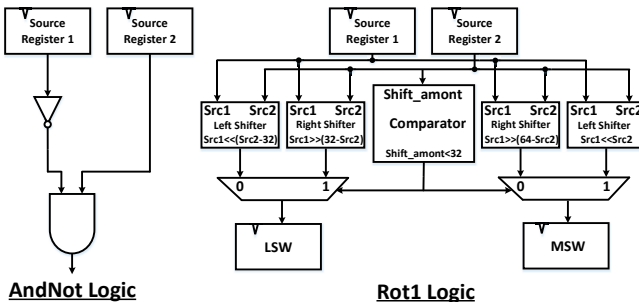 Source
Register 1
Source
Register 2
AndNot Logic
Source
Register 1
Source
Register 2
Src1 Src2
Left Shifter
Src1<<(Src2-32)
Src1 Src2
Right Shifter
Src1>>(32-Src2)
Shift_amont
Comparator
Shift_amont<32
Src1 Src2
Right Shifter
Src1>>(64-Src2)
Src1 Src2
Left Shifter
Src1<<Src2
0 1
0 1
LSW
MSW
Rot1 Logic